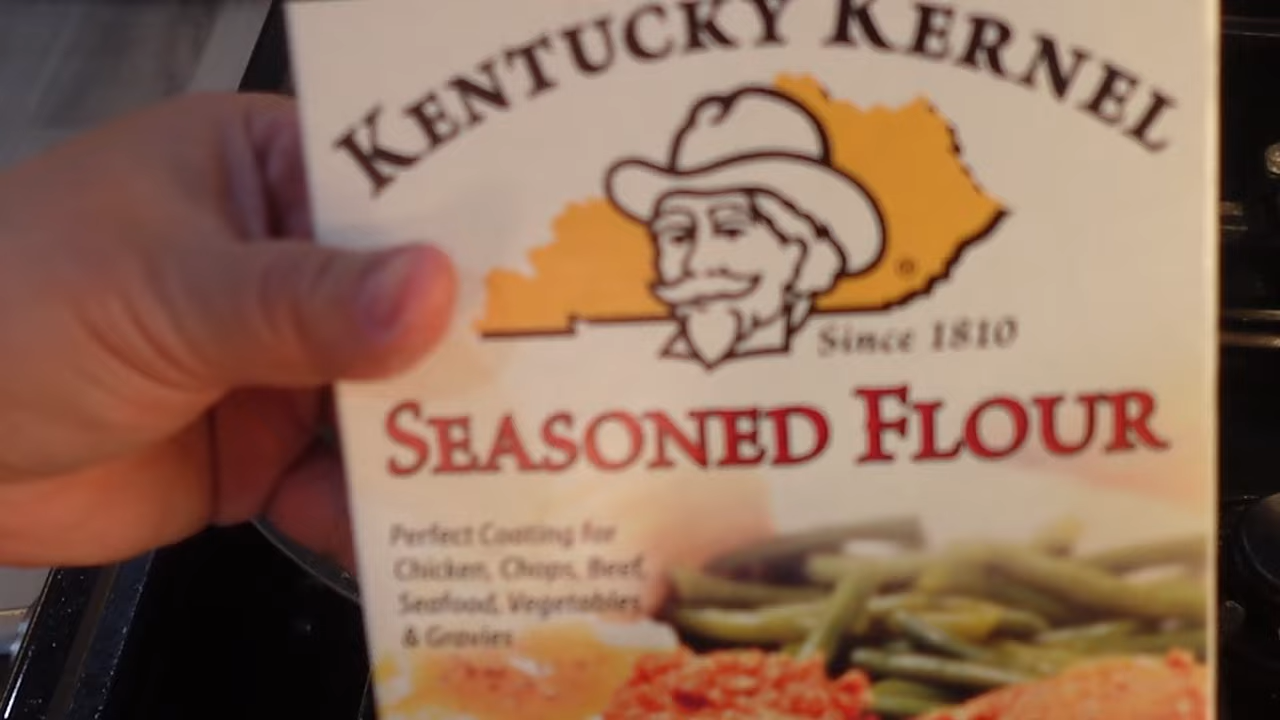 KENTUCKY KERNEL
Since 1810
SEASONED FLOUR
Perfect Coating for
Chicken, Chops, Beef,
Seafood, Vegetables
& Gravies